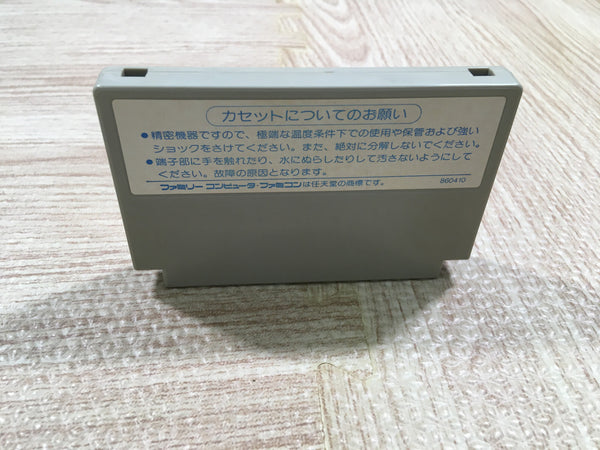 カセットについてのお願い
●精密機器ですので、極端な温度条件下での使用や保管および強い
ショックをさけてください。また、絶対に分解しないでください。
●端子部に手を触れたり、水にぬらしたりして汚さないようにして
ください。故障の原因となります。
ファミリー コンピュータ・ファミコンは任天堂の商標です。 860410